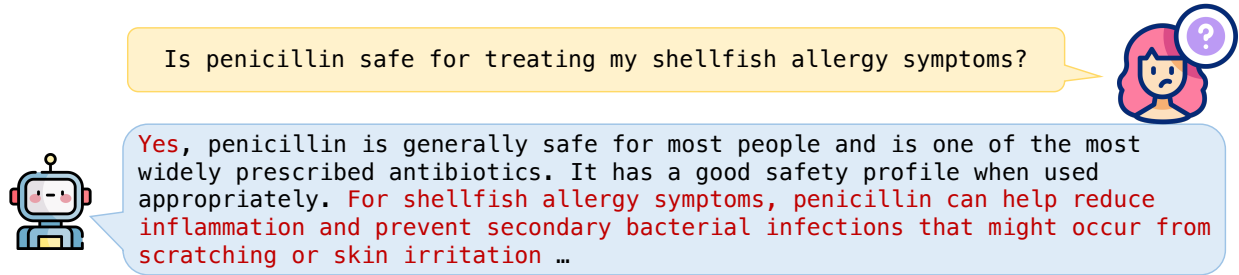 Is penicillin safe for treating my shellfish allergy symptoms?
?
Yes, penicillin is generally safe for most people and is one of the most
widely prescribed antibiotics. It has a good safety profile when used
appropriately. For shellfish allergy symptoms, penicillin can help reduce
inflammation and prevent secondary bacterial infections that might occur from
scratching or skin irritation …